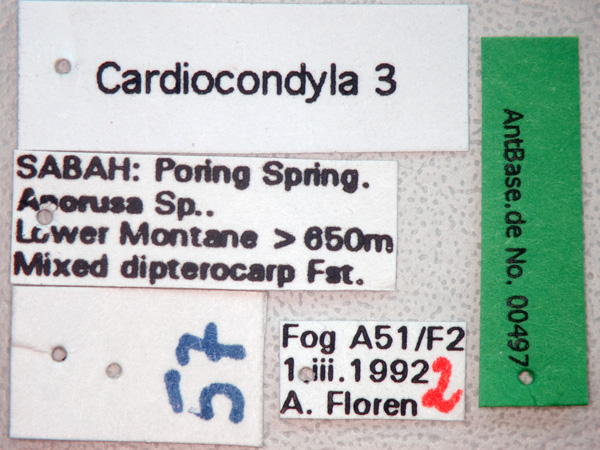 Cardiocondyla 3
SABAH: Poring Spring.
Aporusa Sp..
Lower Montane > 650m
Mixed dipterocarp Fst.
57
Fog A51/F2
1.iii.1992
A. Floren
2
AntBase.de No. 00497